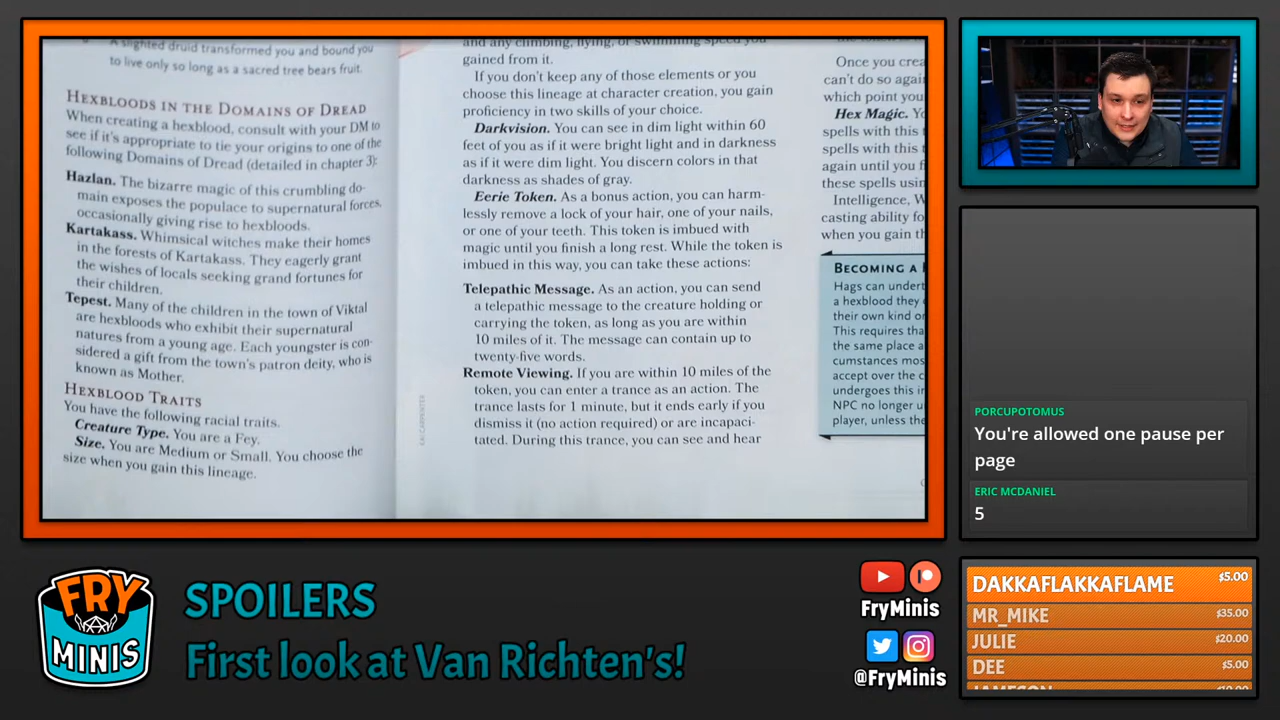 A slighted druid transformed you and bound you
to live only so long as a sacred tree bears fruit.
HEXBLOODS IN THE DOMAINS OF DREAD
When creating a hexblood, consult with your DM to
see if it's appropriate to tie your origins to one of the
following Domains of Dread (detailed in chapter 3):
Hazlan. The bizarre magic of this crumbling do-
main exposes the populace to supernatural forces,
occasionally giving rise to hexbloods.
Kartakass. Whimsical witches make their homes
in the forests of Kartakass. They eagerly grant
the wishes of locals seeking grand fortunes for
their children.
Tepest. Many of the children in the town of Viktal
are hexbloods who exhibit their supernatural
natures from a young age. Each youngster is con-
sidered a gift from the town's patron deity, who is
known as Mother.
HEXBLOOD TRAITS
You have the following racial traits.
Creature Type. You are a Fey.
Size. You are Medium or Small. You choose the
size when you gain this lineage.
and any climbing, flying, or swimming speed you
gained from it.
If you don't keep any of those elements or you
choose this lineage at character creation, you gain
proficiency in two skills of your choice.
Darkvision. You can see in dim light within 60
feet of you as if it were bright light and in darkness
as if it were dim light. You discern colors in that
darkness as shades of gray.
Eerie Token. As a bonus action, you can harm-
lessly remove a lock of your hair, one of your nails,
or one of your teeth. This token is imbued with
magic until you finish a long rest. While the token is
imbued in this way, you can take these actions:
Telepathic Message. As an action, you can send
a telepathic message to the creature holding or
carrying the token, as long as you are within
10 miles of it. The message can contain up to
twenty-five words.
Remote Viewing. If you are within 10 miles of the
token, you can enter a trance as an action. The
trance lasts for 1 minute, but it ends early if you
dismiss it (no action required) or are incapaci-
tated. During this trance, you can see and hear
CARPENTER
Once you crea
can't do so agai
which point you
Hex Magic. Yo
spells with this
spells with this
again until you fi
these spells usin
Intelligence, W
casting ability fo
when you gain th
BECOMING A
Hags can undert
a hexblood they
their own kind or
This requires tha
the same place a
cumstances mos
accept over the c
undergoes this in
NPC no longer u
player, unless the
PORCUPOTOMUS
You're allowed one pause per
page
ERIC MCDANIEL
5
FRY
MINIS
SPOILERS
First look at Van Richten's!
FryMinis
@FryMinis
DAKKAFLAKKAFLAME $5.00
MR_MIKE $35.00
JULIE $20.00
DEE $5.00